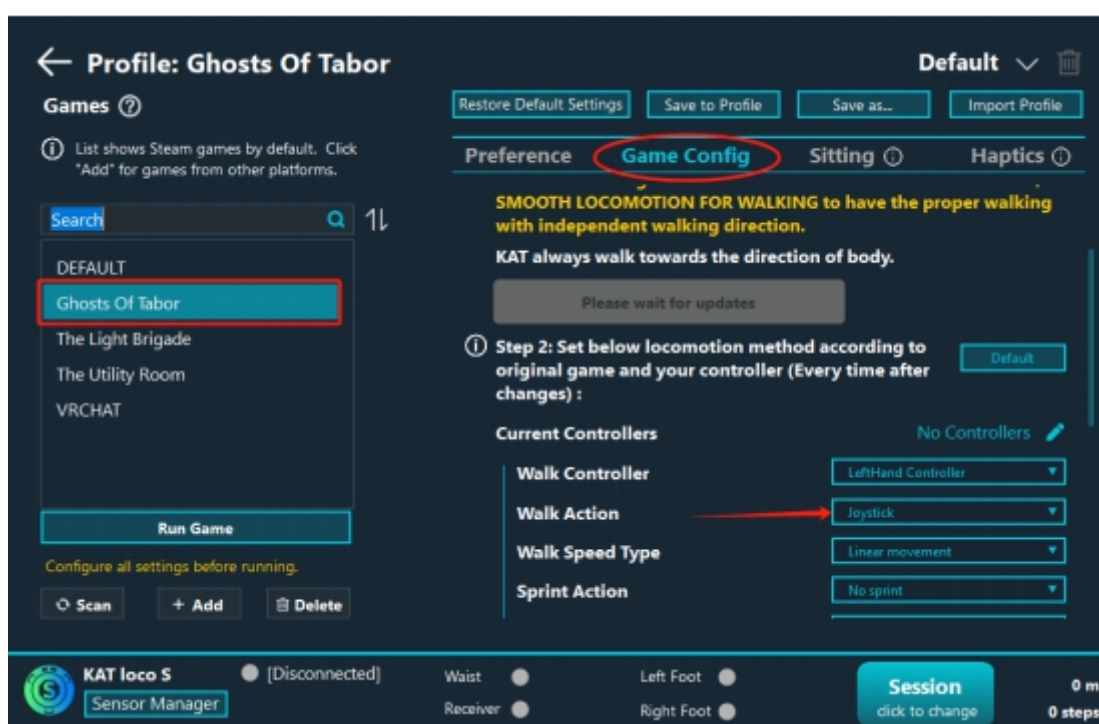 Profile: Ghosts Of Tabor
Default
Games
Restore Default Settings
Save to Profile
Save as...
Import Profile
List shows Steam games by default. Click
"Add" for games from other platforms.
Preference
Game Config
Sitting
Haptics
Search
SMOOTH LOCOMOTION FOR WALKING to have the proper walking
with independent walking direction.
KAT always walk towards the direction of body.
DEFAULT
Ghosts Of Tabor
The Light Brigade
The Utility Room
VRCHAT
Please wait for updates
Step 2: Set below locomotion method according to
original game and your controller (Every time after
changes) :
Default
Current Controllers
No Controllers
Walk Controller
LeftHand Controller
Walk Action
Joystick
Walk Speed Type
Linear movement
Sprint Action
No sprint
Run Game
Configure all settings before running.
Scan
+ Add
Delete
S
KAT loco S
[Disconnected]
Sensor Manager
Waist
Left Foot
Receiver
Right Foot
Session
click to change
0 m
0 steps